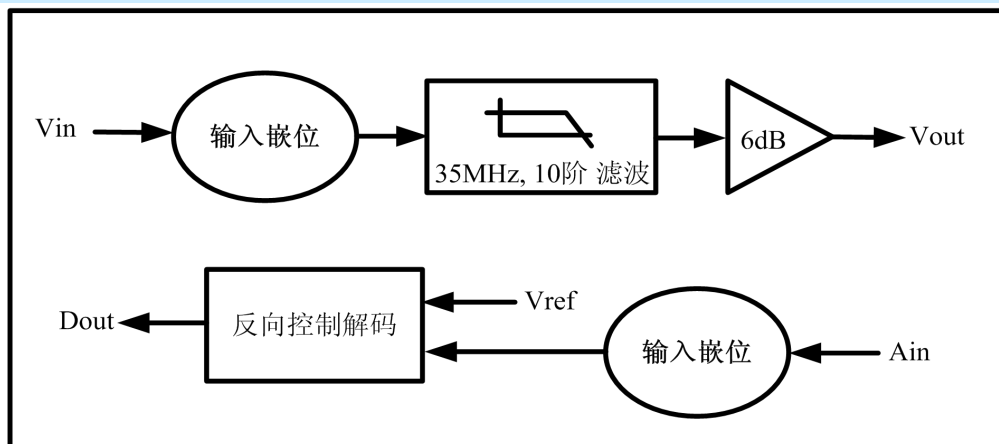 Vin
输入嵌位
35MHz, 10阶 滤波
6dB
Vout
Dout
反向控制解码
Vref
输入嵌位
Ain